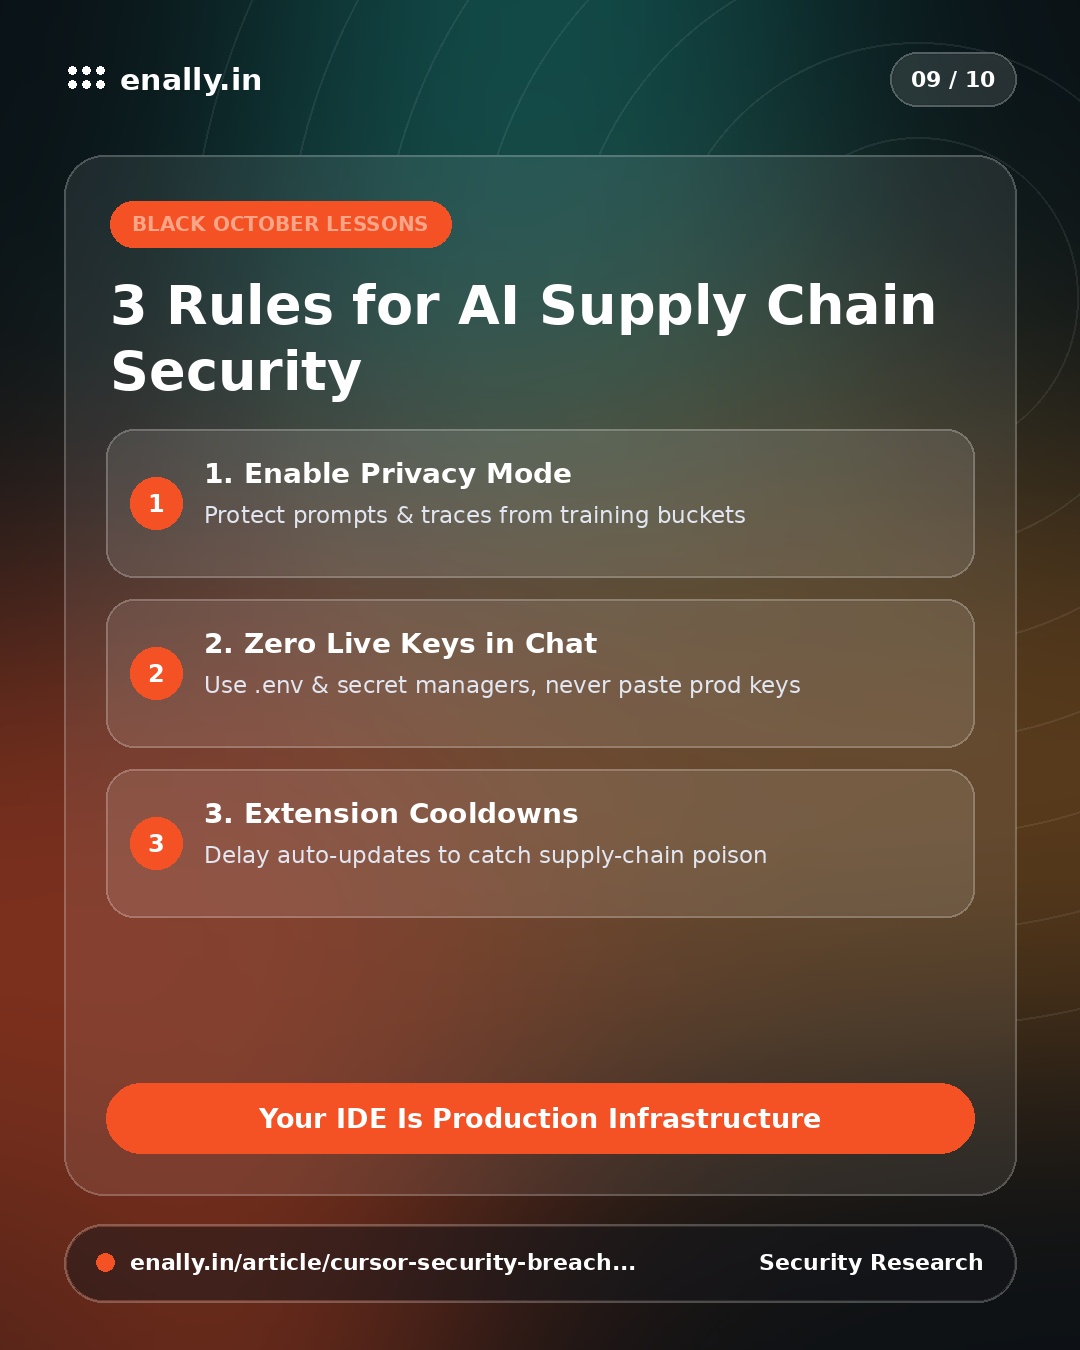 enally.in
09 / 10
BLACK OCTOBER LESSONS
3 Rules for AI Supply Chain
Security
1
1. Enable Privacy Mode
Protect prompts & traces from training buckets
2
2. Zero Live Keys in Chat
Use .env & secret managers, never paste prod keys
3
3. Extension Cooldowns
Delay auto-updates to catch supply-chain poison
Your IDE Is Production Infrastructure
enally.in/article/cursor-security-breach...
Security Research